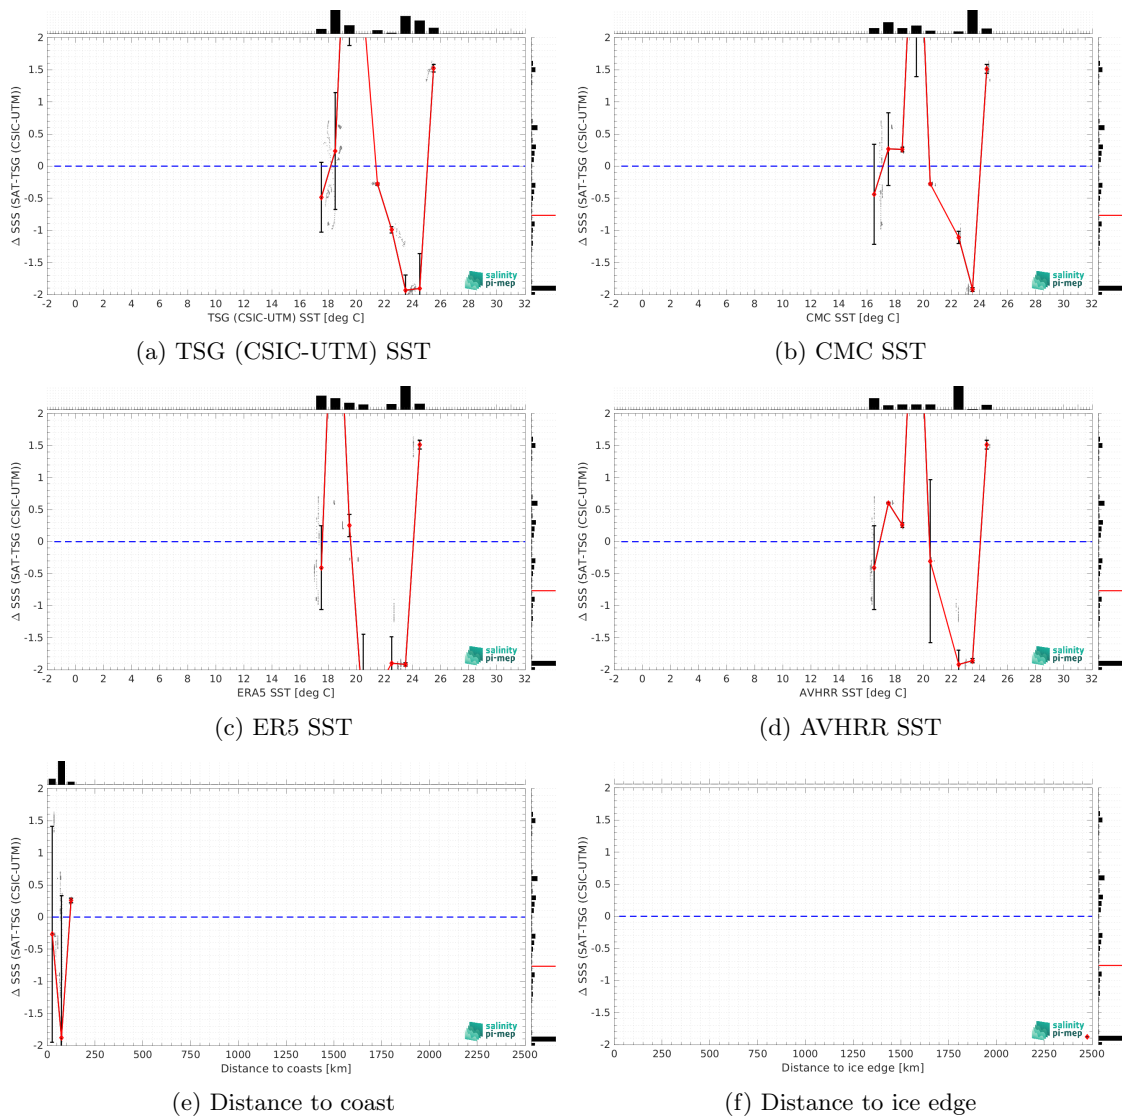 2
1.5
1
0.5
0
-0.5
-1
-1.5
-2
Δ SSS (SAT-TSG (CSIC-UTM))
-2 0 2 4 6 8 10 12 14 16 18 20 22 24 26 28 30 32
TSG (CSIC-UTM) SST [deg C]
salinity
pi-mep
(a) TSG (CSIC-UTM) SST
2
1.5
1
0.5
0
-0.5
-1
-1.5
-2
Δ SSS (SAT-TSG (CSIC-UTM))
-2 0 2 4 6 8 10 12 14 16 18 20 22 24 26 28 30 32
CMC SST [deg C]
salinity
pi-mep
(b) CMC SST
2
1.5
1
0.5
0
-0.5
-1
-1.5
-2
Δ SSS (SAT-TSG (CSIC-UTM))
-2 0 2 4 6 8 10 12 14 16 18 20 22 24 26 28 30 32
ERA5 SST [deg C]
salinity
pi-mep
(c) ER5 SST
2
1.5
1
0.5
0
-0.5
-1
-1.5
-2
Δ SSS (SAT-TSG (CSIC-UTM))
-2 0 2 4 6 8 10 12 14 16 18 20 22 24 26 28 30 32
AVHRR SST [deg C]
salinity
pi-mep
(d) AVHRR SST
2
1.5
1
0.5
0
-0.5
-1
-1.5
-2
Δ SSS (SAT-TSG (CSIC-UTM))
0 250 500 750 1000 1250 1500 1750 2000 2250 2500
Distance to coasts [km]
salinity
pi-mep
(e) Distance to coast
2
1.5
1
0.5
0
-0.5
-1
-1.5
-2
Δ SSS (SAT-TSG (CSIC-UTM))
0 250 500 750 1000 1250 1500 1750 2000 2250 2500
Distance to ice edge [km]
salinity
pi-mep
(f) Distance to ice edge